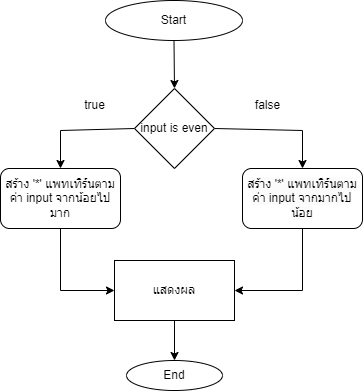 Start
true
false
input is even
สร้าง '*' แพทเทิร์นตาม
ค่า input จากน้อยไป
มาก
สร้าง '*' แพทเทิร์นตาม
ค่า input จากมากไป
น้อย
แสดงผล
End